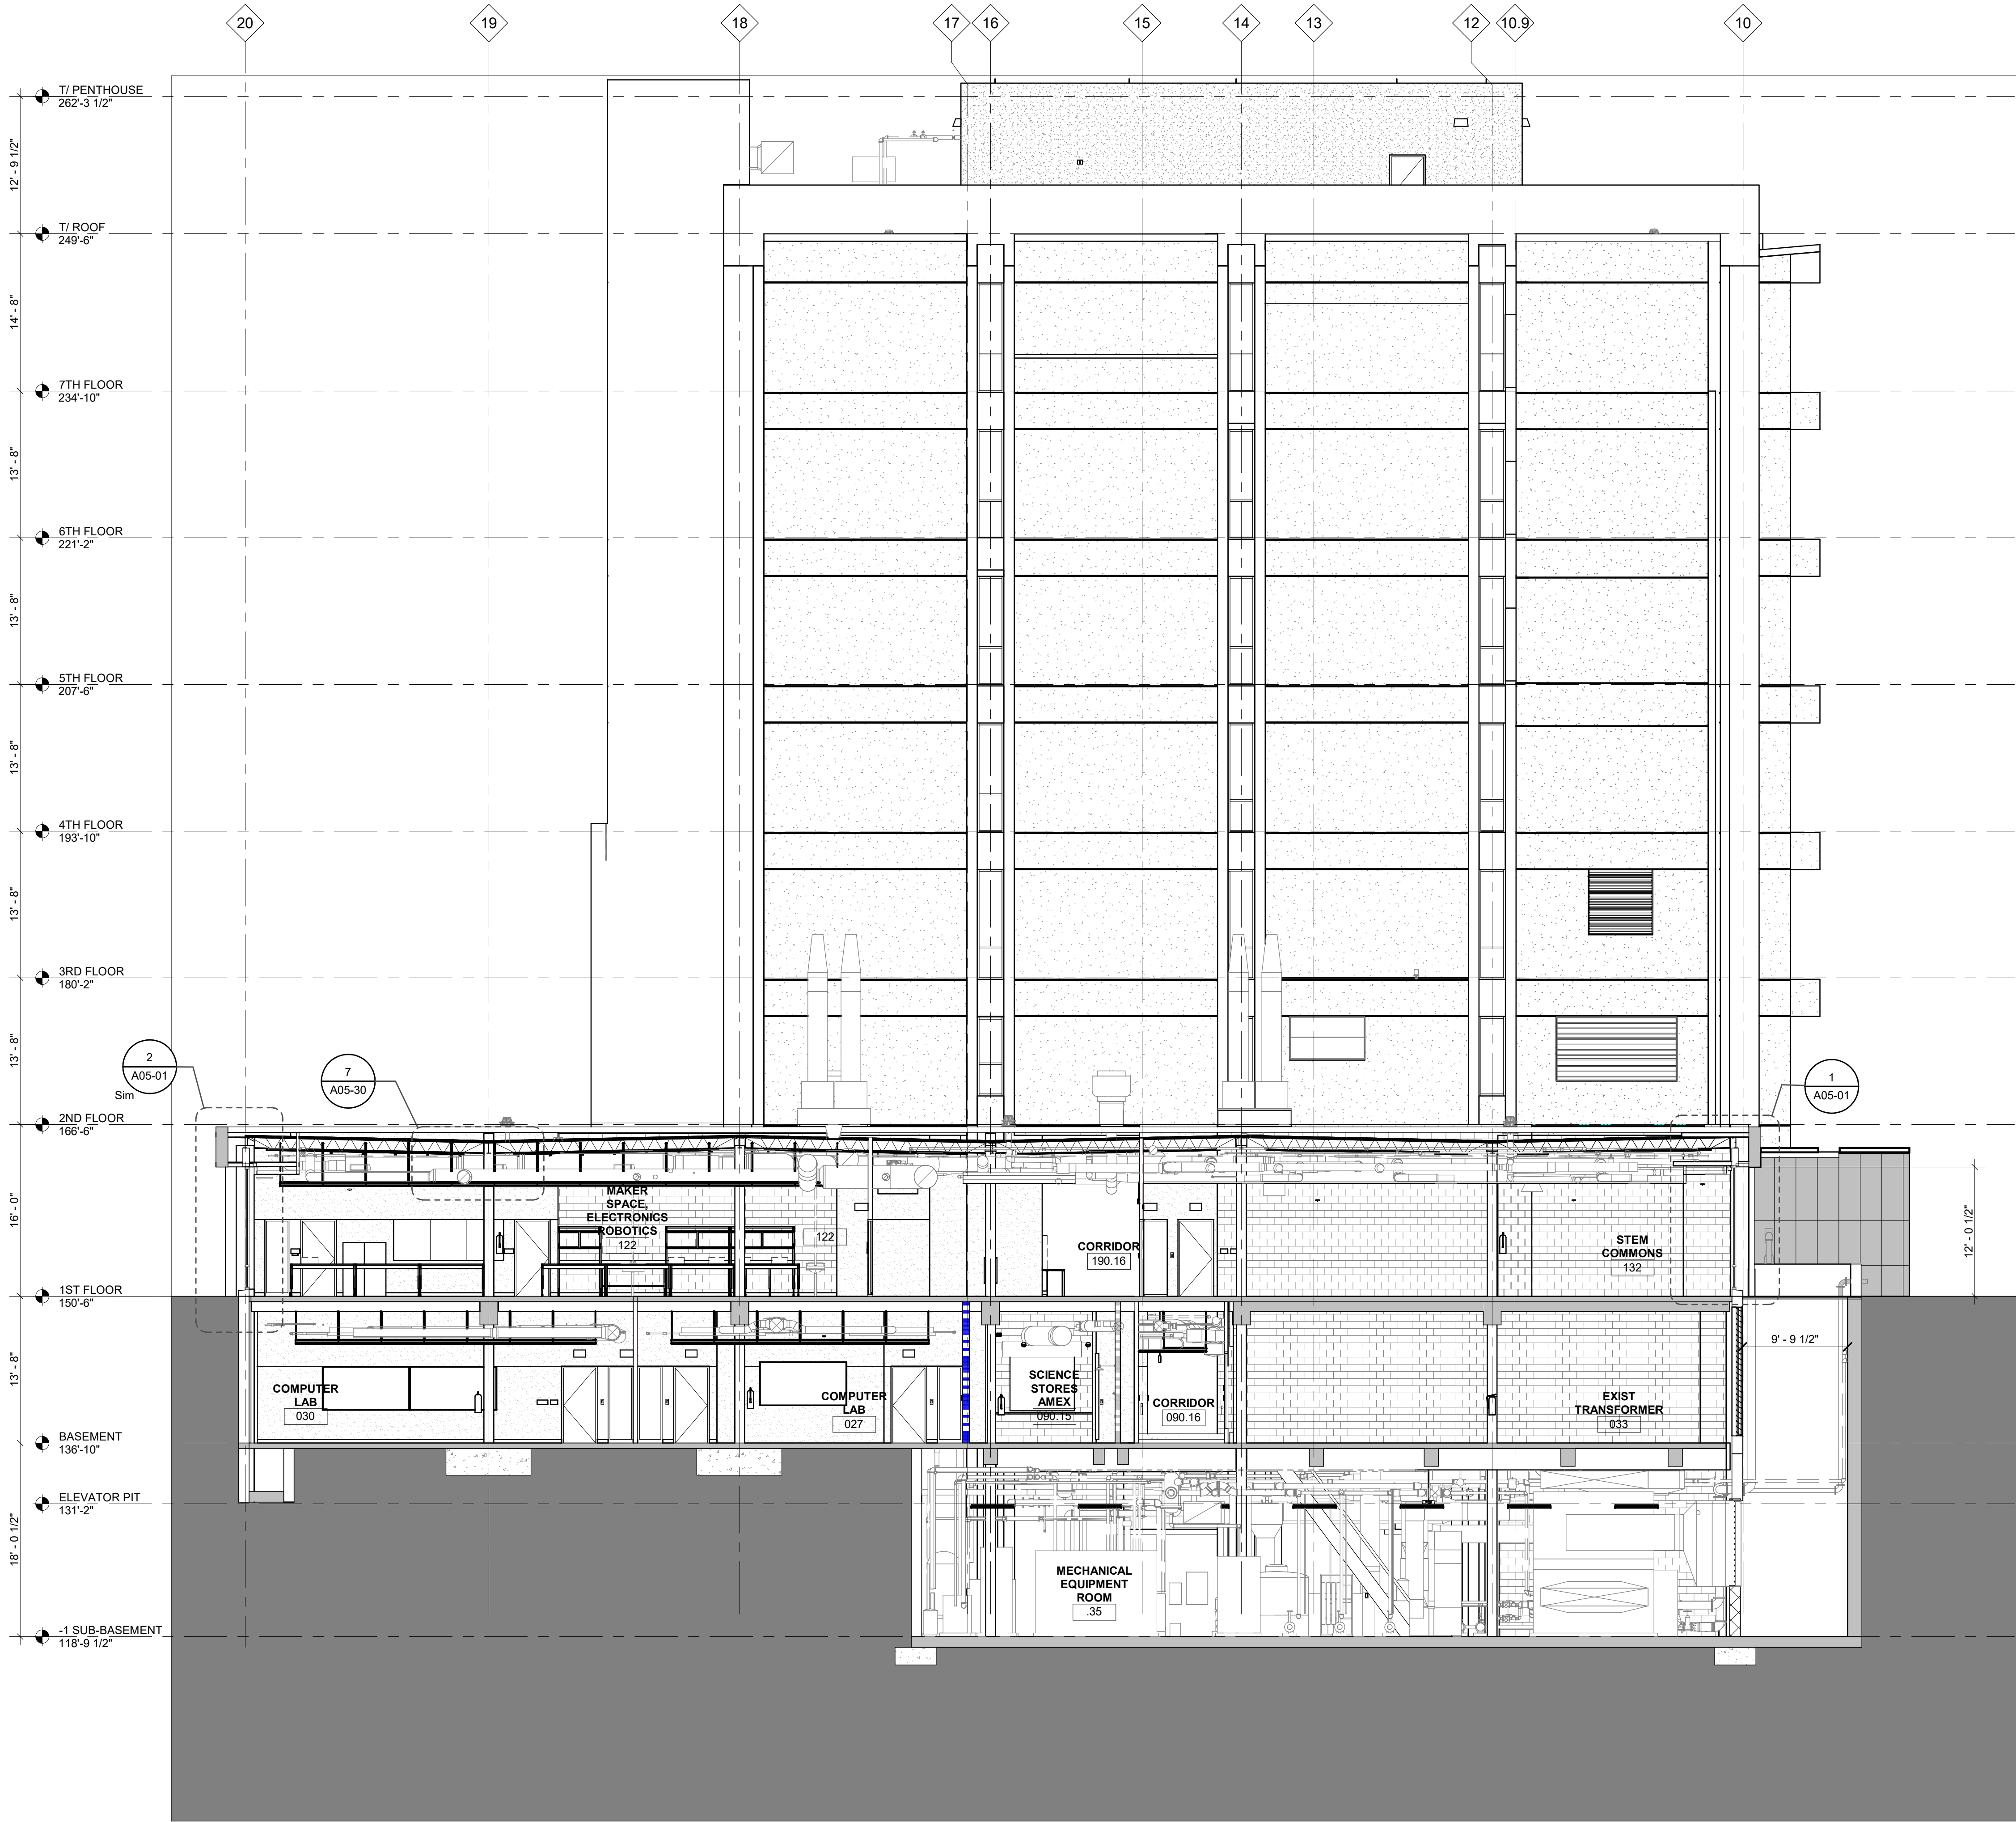 20
19
18
17
16
15
14
13
12
10.9
10
T/ PENTHOUSE
262'-3 1/2"
12' - 9 1/2"
T/ ROOF
249'-6"
14' - 8"
7TH FLOOR
234'-10"
13' - 8"
6TH FLOOR
221'-2"
13' - 8"
5TH FLOOR
207'-6"
13' - 8"
4TH FLOOR
193'-10"
13' - 8"
3RD FLOOR
180'-2"
13' - 8"
2
A05-01
Sim
7
A05-30
1
A05-01
2ND FLOOR
166'-6"
16' - 0"
MAKER
SPACE,
ELECTRONICS
ROBOTICS
122
122
CORRIDOR
190.16
STEM
COMMONS
132
12' - 0 1/2"
1ST FLOOR
150'-6"
13' - 8"
9' - 9 1/2"
COMPUTER
LAB
030
COMPUTER
LAB
027
SCIENCE
STORES
AMEX
090.15
CORRIDOR
090.16
EXIST
TRANSFORMER
033
BASEMENT
136'-10"
ELEVATOR PIT
131'-2"
18' - 0 1/2"
MECHANICAL
EQUIPMENT
ROOM
.35
-1 SUB-BASEMENT
118'-9 1/2"